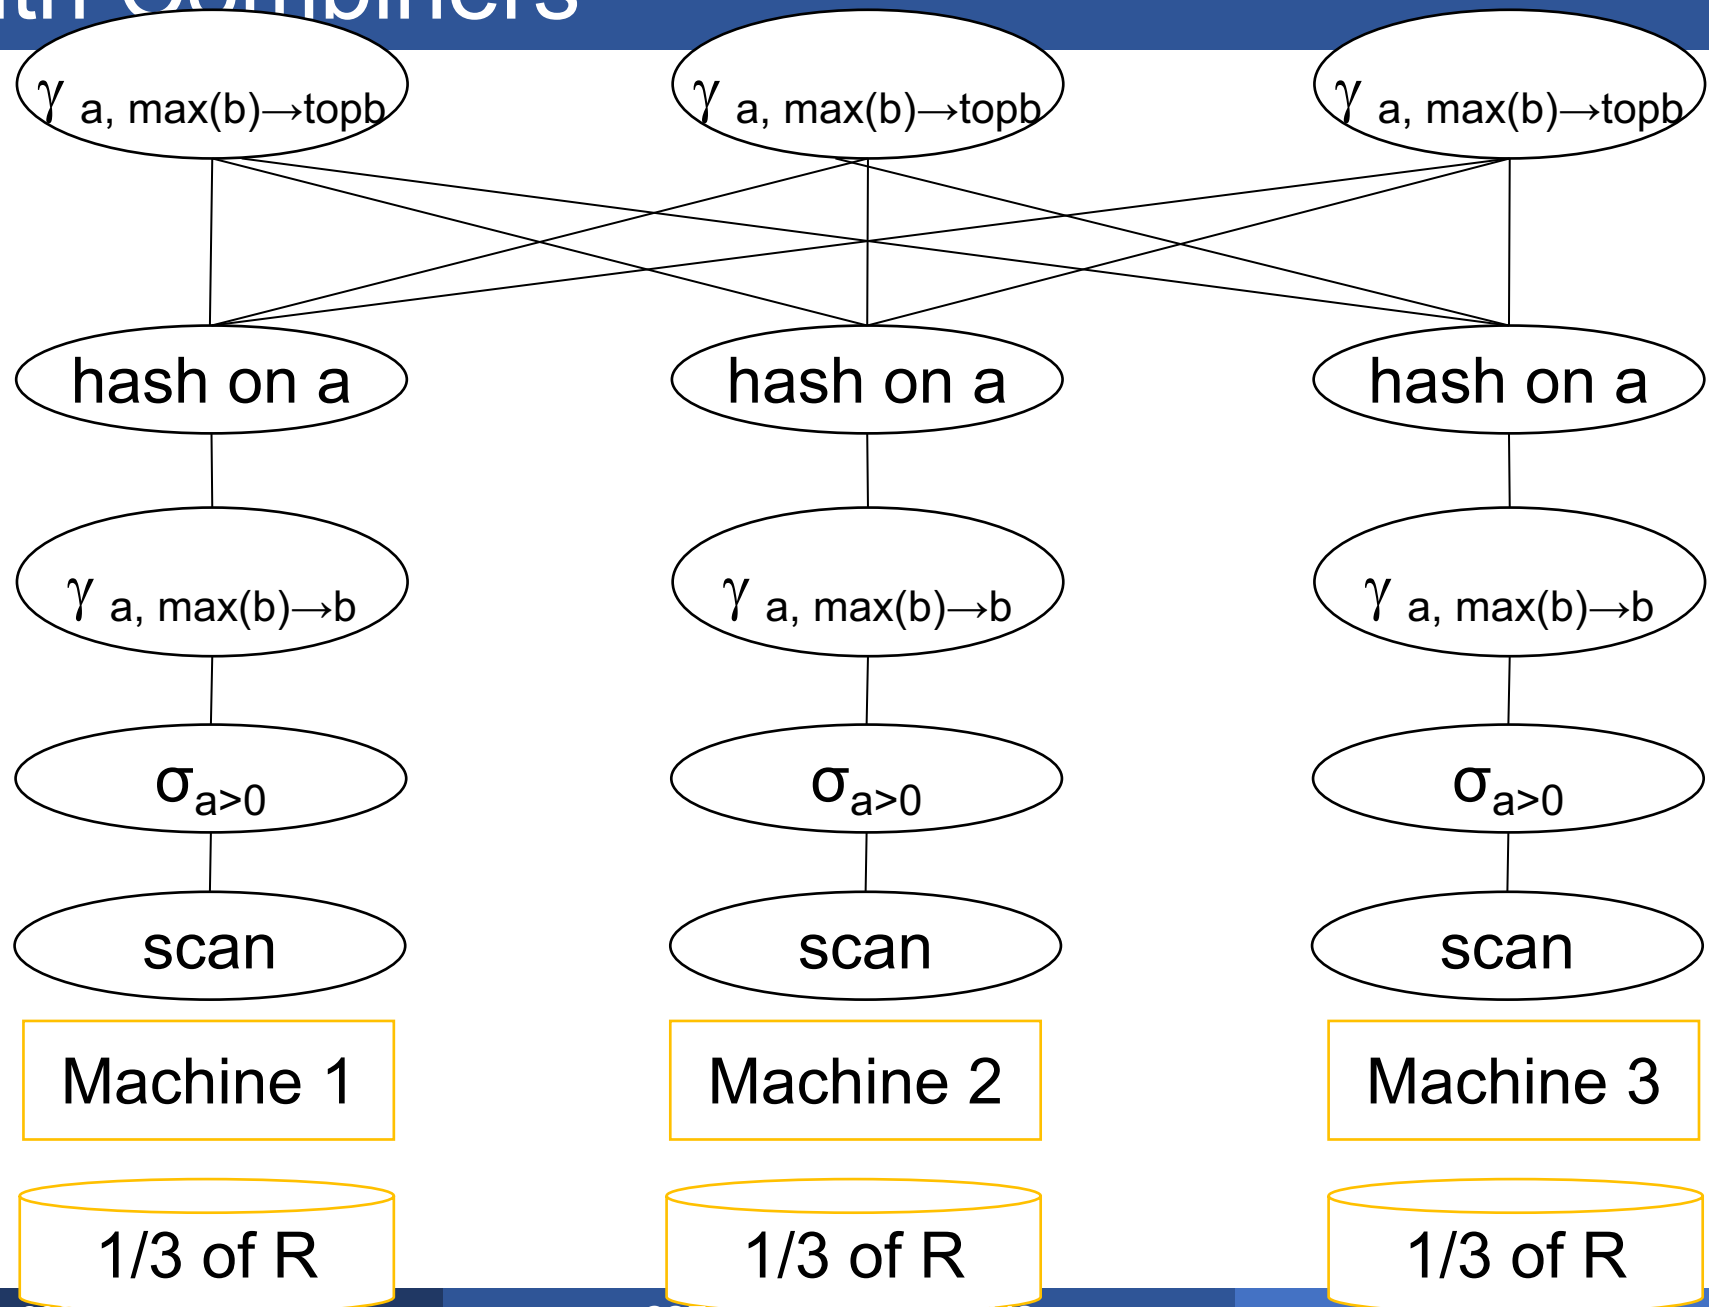 Combiners
γ a, max(b)→topb γ a, max(b)→topb γ a, max(b)→topb
hash on a hash on a hash on a
γ a, max(b)→b γ a, max(b)→b γ a, max(b)→b
σa>0 σa>0 σa>0
scan scan scan
Machine 1 Machine 2 Machine 3
1/3 of R 1/3 of R 1/3 of R